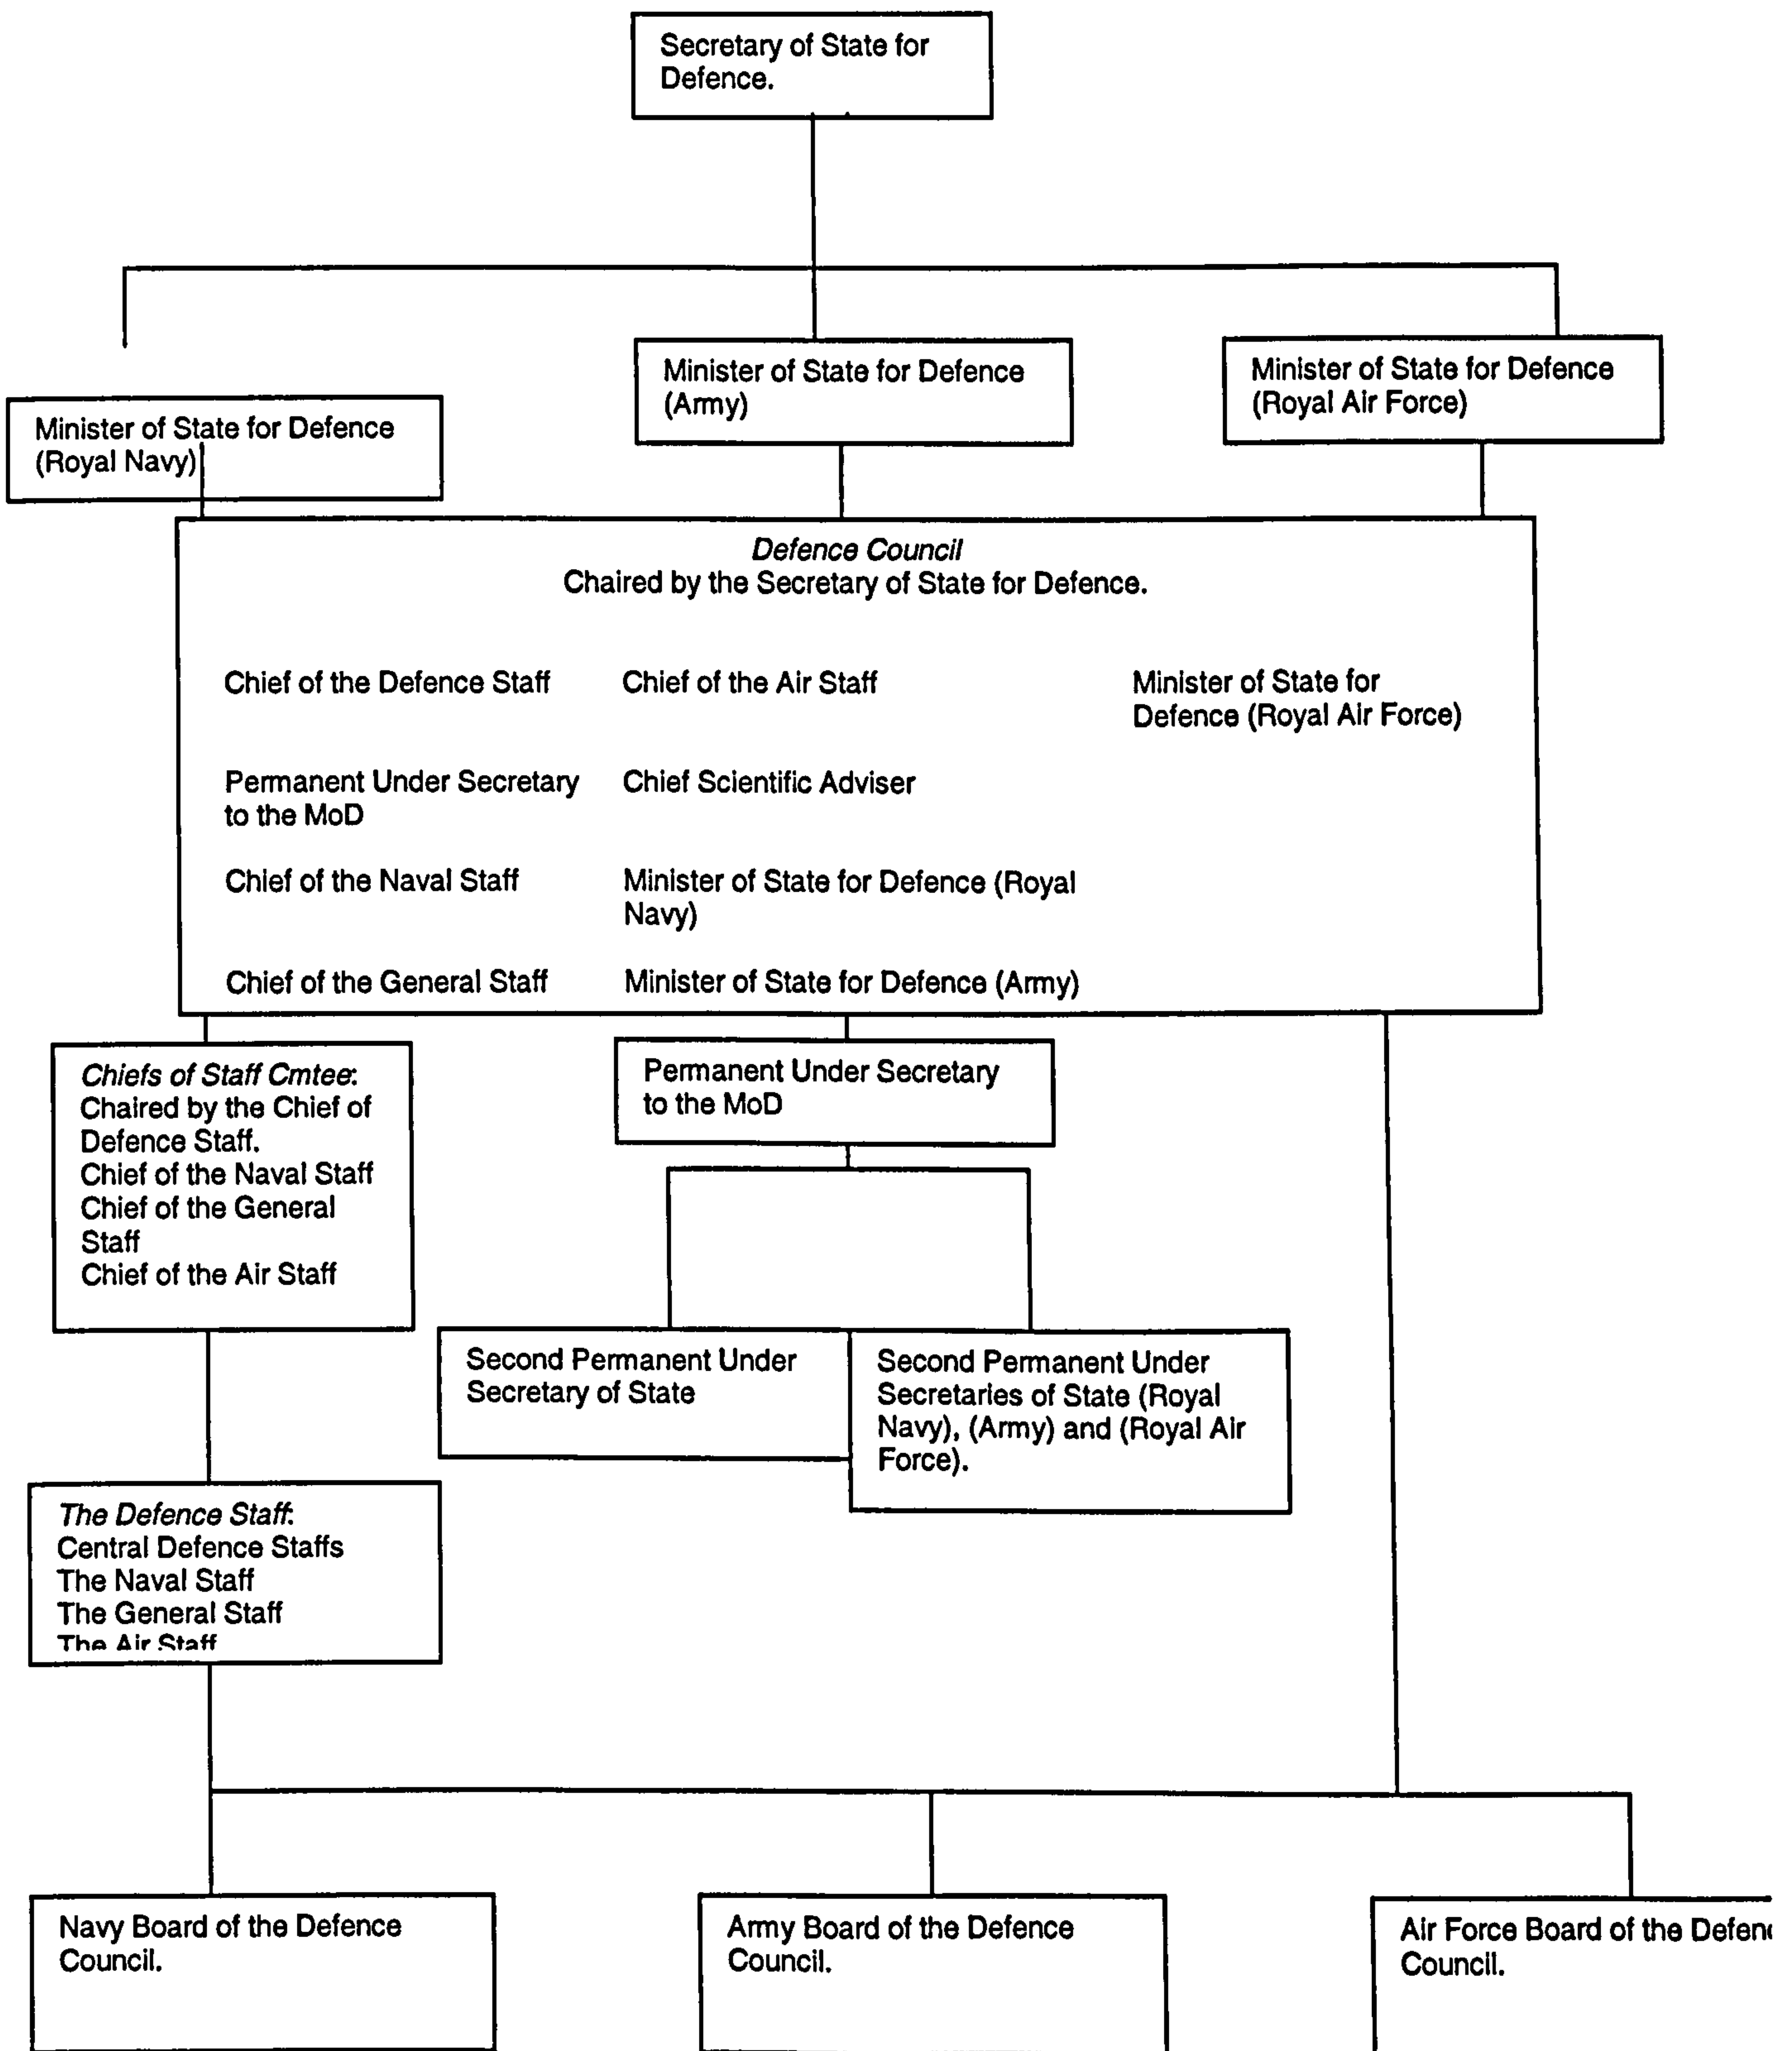 Secretary of State for
Defence.
Minister of State for Defence
(Royal Navy)
Minister of State for Defence
(Army)
Minister of State for Defence
(Royal Air Force)
Defence Council
Chaired by the Secretary of State for Defence.
Chief of the Defence Staff
Permanent Under Secretary
to the MoD
Chief of the Naval Staff
Chief of the General Staff
Chief of the Air Staff
Chief Scientific Adviser
Minister of State for Defence (Royal
Navy)
Minister of State for Defence (Army)
Minister of State for
Defence (Royal Air Force)
Chiefs of Staff Cmtee:
Chaired by the Chief of
Defence Staff.
Chief of the Naval Staff
Chief of the General
Staff
Chief of the Air Staff
Permanent Under Secretary
to the MoD
Second Permanent Under
Secretary of State
Second Permanent Under
Secretaries of State (Royal
Navy), (Army) and (Royal Air
Force).
The Defence Staff:
Central Defence Staffs
The Naval Staff
The General Staff
The Air Staff
Navy Board of the Defence
Council.
Army Board of the Defence
Council.
Air Force Board of the Defen
Council.